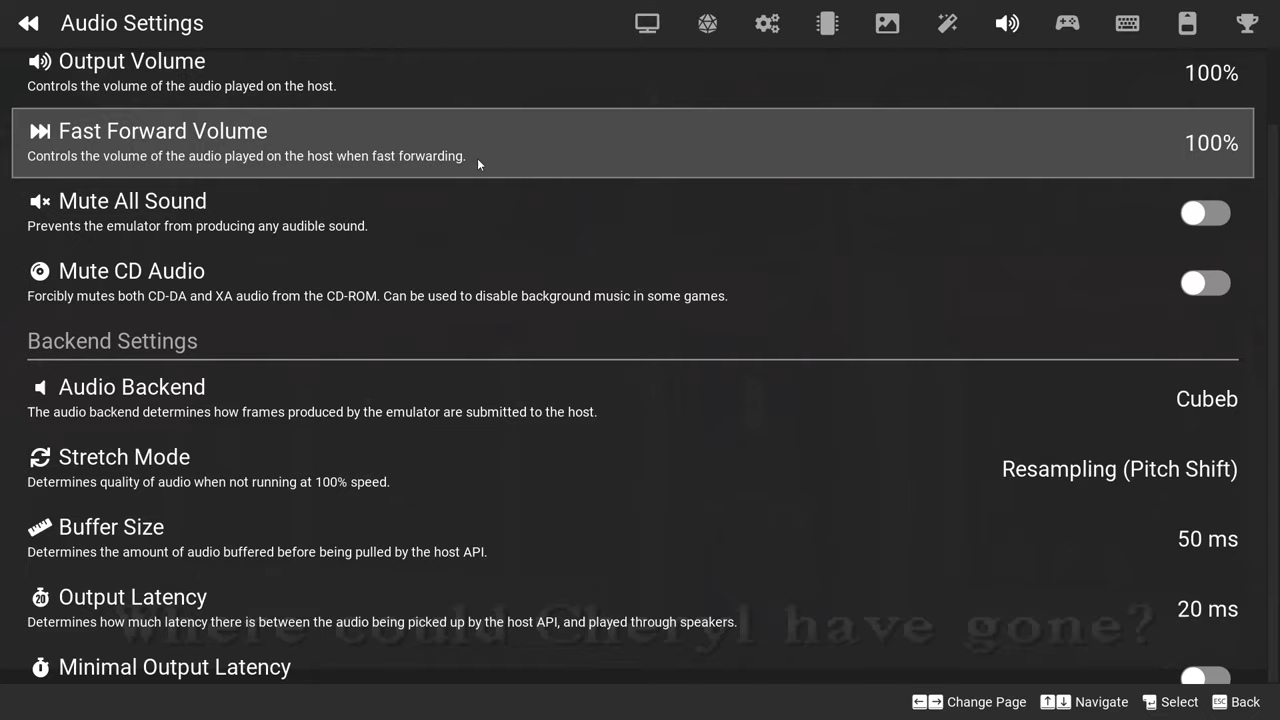 Audio Settings
Output Volume
Controls the volume of the audio played on the host.
100%
Fast Forward Volume
Controls the volume of the audio played on the host when fast forwarding.
100%
Mute All Sound
Prevents the emulator from producing any audible sound.
Mute CD Audio
Forcibly mutes both CD-DA and XA audio from the CD-ROM. Can be used to disable background music in some games.
Backend Settings
Audio Backend
The audio backend determines how frames produced by the emulator are submitted to the host.
Cubeb
Stretch Mode
Determines quality of audio when not running at 100% speed.
Resampling (Pitch Shift)
Buffer Size
Determines the amount of audio buffered before being pulled by the host API.
50 ms
Output Latency
Determines how much latency there is between the audio being picked up by the host API, and played through speakers.
20 ms
Where could Cheryl have gone?
Minimal Output Latency
Change Page Navigate Select ESC Back